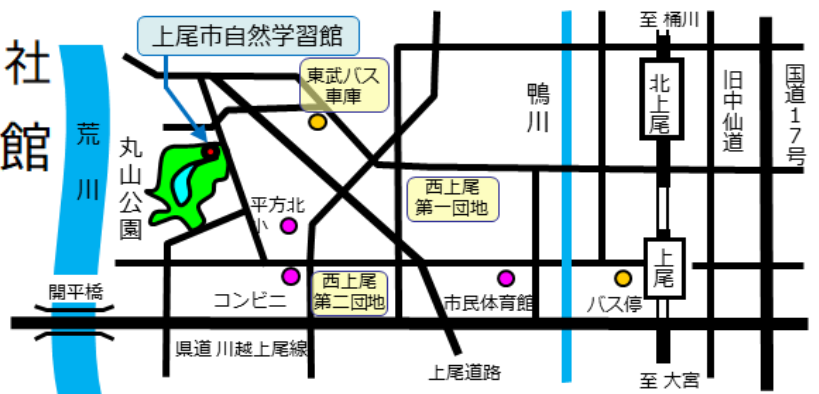 社
館
上尾市自然学習館
至 桶川
東武バス
車庫
北上尾
旧中仙道
国道17号
鴨川
荒川
丸山公園
平方北
小
西上尾
第一団地
上尾
開平橋
コンビニ
西上尾
第二団地
市民体育館
バス停
県道 川越上尾線
上尾道路
至 大宮